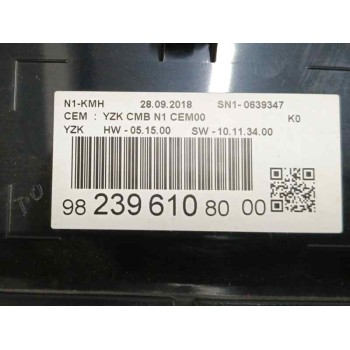 N1-KMH 28.09.2018 SN1- 0639347
CEM : YZK CMB N1 CEM00 K0
YZK HW - 05.15.00 SW - 10.11.34.00
98 239 610 80 00